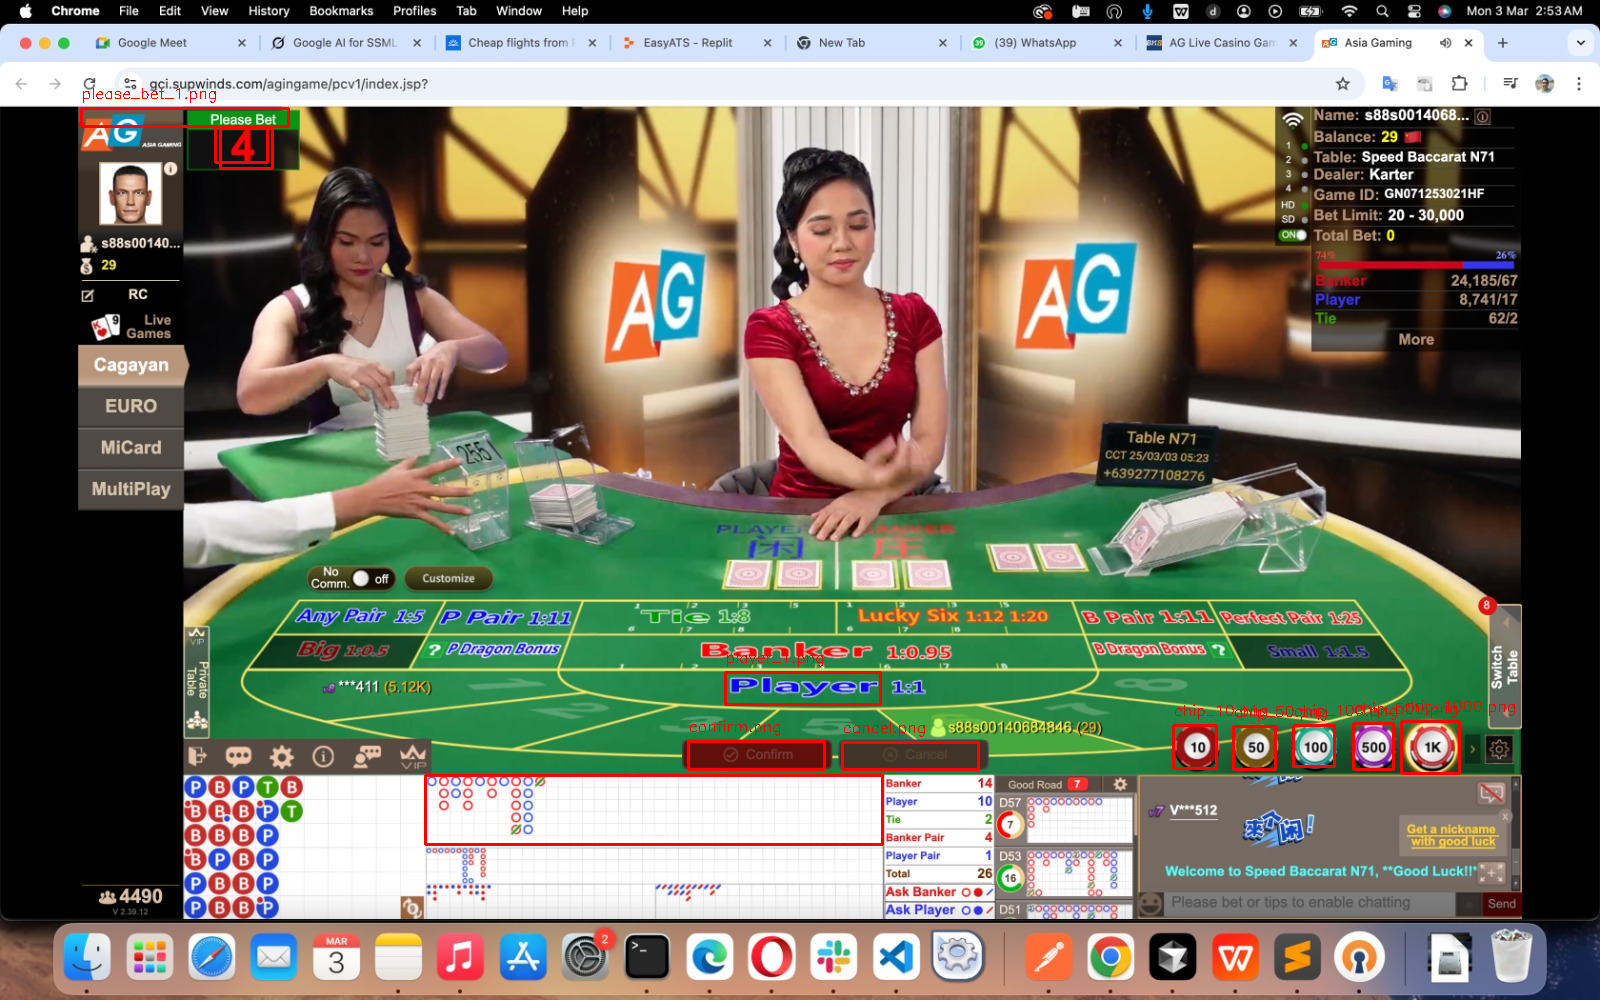 Chrome File Edit View History Bookmarks Profiles Tab Window Help
Mon 3 Mar 2:53 AM
Google Meet
Google AI for SSML
Cheap flights from
EasyATS - Replit
New Tab
(39) WhatsApp
AG Live Casino Gam
Asia Gaming
gci.supwinds.com/agingame/pcv1/index.jsp?
please_bet_1.png
AG ASIA GAMING
Please Bet
4
s88s00140...
29
RC
Live Games
Cagayan
EURO
MiCard
MultiPlay
4490
V 2.39.12
1
2
3
4
HD
SD
ON
Name: s88s0014068...
Balance: 29
Table: Speed Baccarat N71
Dealer: Karter
Game ID: GN071253021HF
Bet Limit: 20 - 30,000
Total Bet: 0
74% 26%
Banker 24,185/67
Player 8,741/17
Tie 62/2
More
AG
AG
255
Table N71
CCT 25/03/03 05:23
+639277108276
PLAYER BANKER
闲 庄
No Comm. off
Customize
Any Pair 1:5
P Pair 1:11
Tie 1:8
Lucky Six 1:12 1:20
B Pair 1:11
Perfect Pair 1:25
Big 1:0.5
? P Dragon Bonus
Banker 1:0.95
B Dragon Bonus ?
Small 1:1.5
player_1.png
Player 1:1
***411 (5.12K)
s88s00140684846 (29)
VIP
Private Table
8
Switch Table
confirm.png
cancel.png
Confirm
Cancel
10
50
100
500
1K
VIP
P B P T B
B B B P T
B B B P
B P B P
P B B P
P B B P
Banker 14
Player 10
Tie 2
Banker Pair 4
Player Pair 1
Total 26
Ask Banker
Ask Player
Good Road 7
D57
7
D53
16
D51
V***512
來个闲!
Get a nickname
with good luck
Welcome to Speed Baccarat N71, **Good Luck!!*
Please bet or tips to enable chatting
Send
MAR
3
2